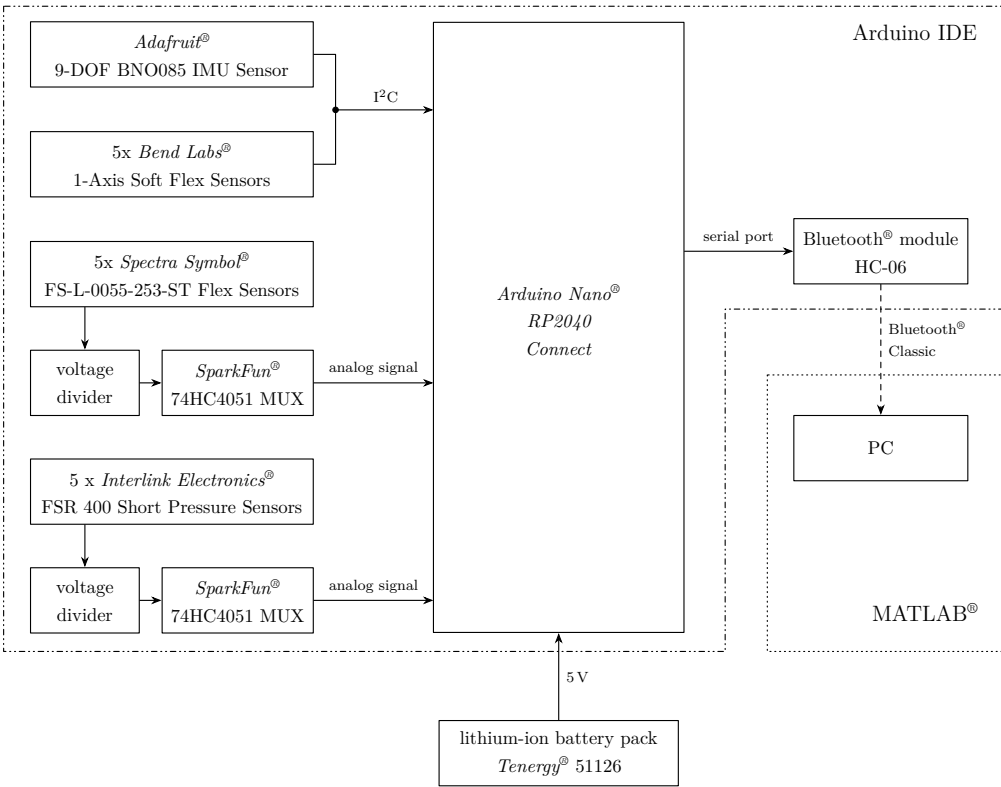 Arduino IDE
Adafruit®
9-DOF BNO085 IMU Sensor
I²C
5x Bend Labs®
1-Axis Soft Flex Sensors
5x Spectra Symbol®
FS-L-0055-253-ST Flex Sensors
voltage
divider
SparkFun®
74HC4051 MUX
analog signal
5 x Interlink Electronics®
FSR 400 Short Pressure Sensors
voltage
divider
SparkFun®
74HC4051 MUX
analog signal
Arduino Nano®
RP2040
Connect
serial port
Bluetooth® module
HC-06
Bluetooth®
Classic
PC
MATLAB®
5 V
lithium-ion battery pack
Tenergy® 51126